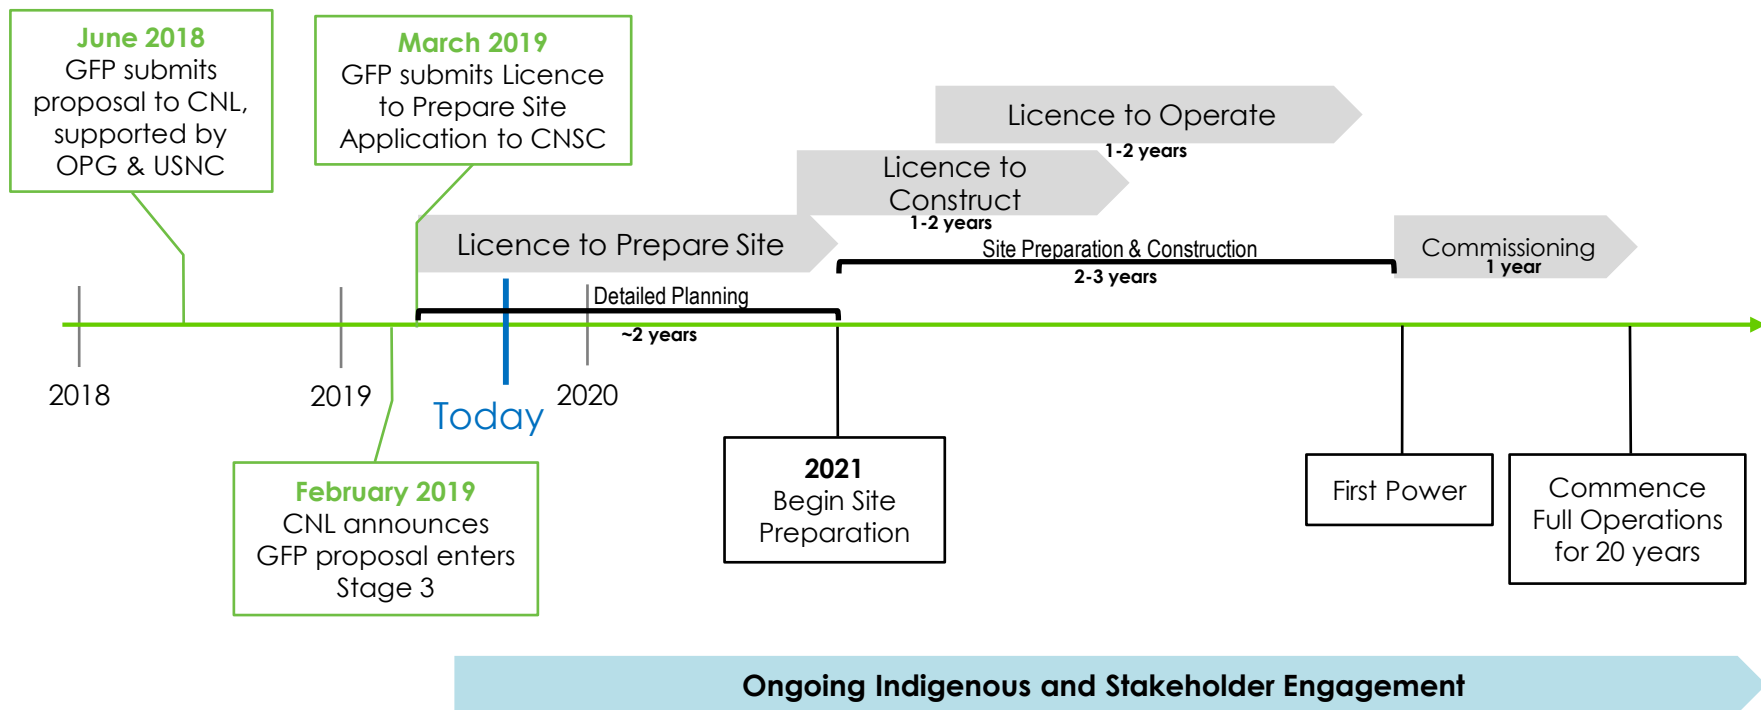 June 2018
GFP submits
proposal to CNL,
supported by
OPG & USNC
March 2019
GFP submits Licence
to Prepare Site
Application to CNSC
Licence to Operate
1-2 years
Licence to
Construct
1-2 years
Licence to Prepare Site
Site Preparation & Construction
2-3 years
Commissioning
1 year
Detailed Planning
~2 years
2018
2019
Today
2020
February 2019
CNL announces
GFP proposal enters
Stage 3
2021
Begin Site
Preparation
First Power
Commence
Full Operations
for 20 years
Ongoing Indigenous and Stakeholder Engagement